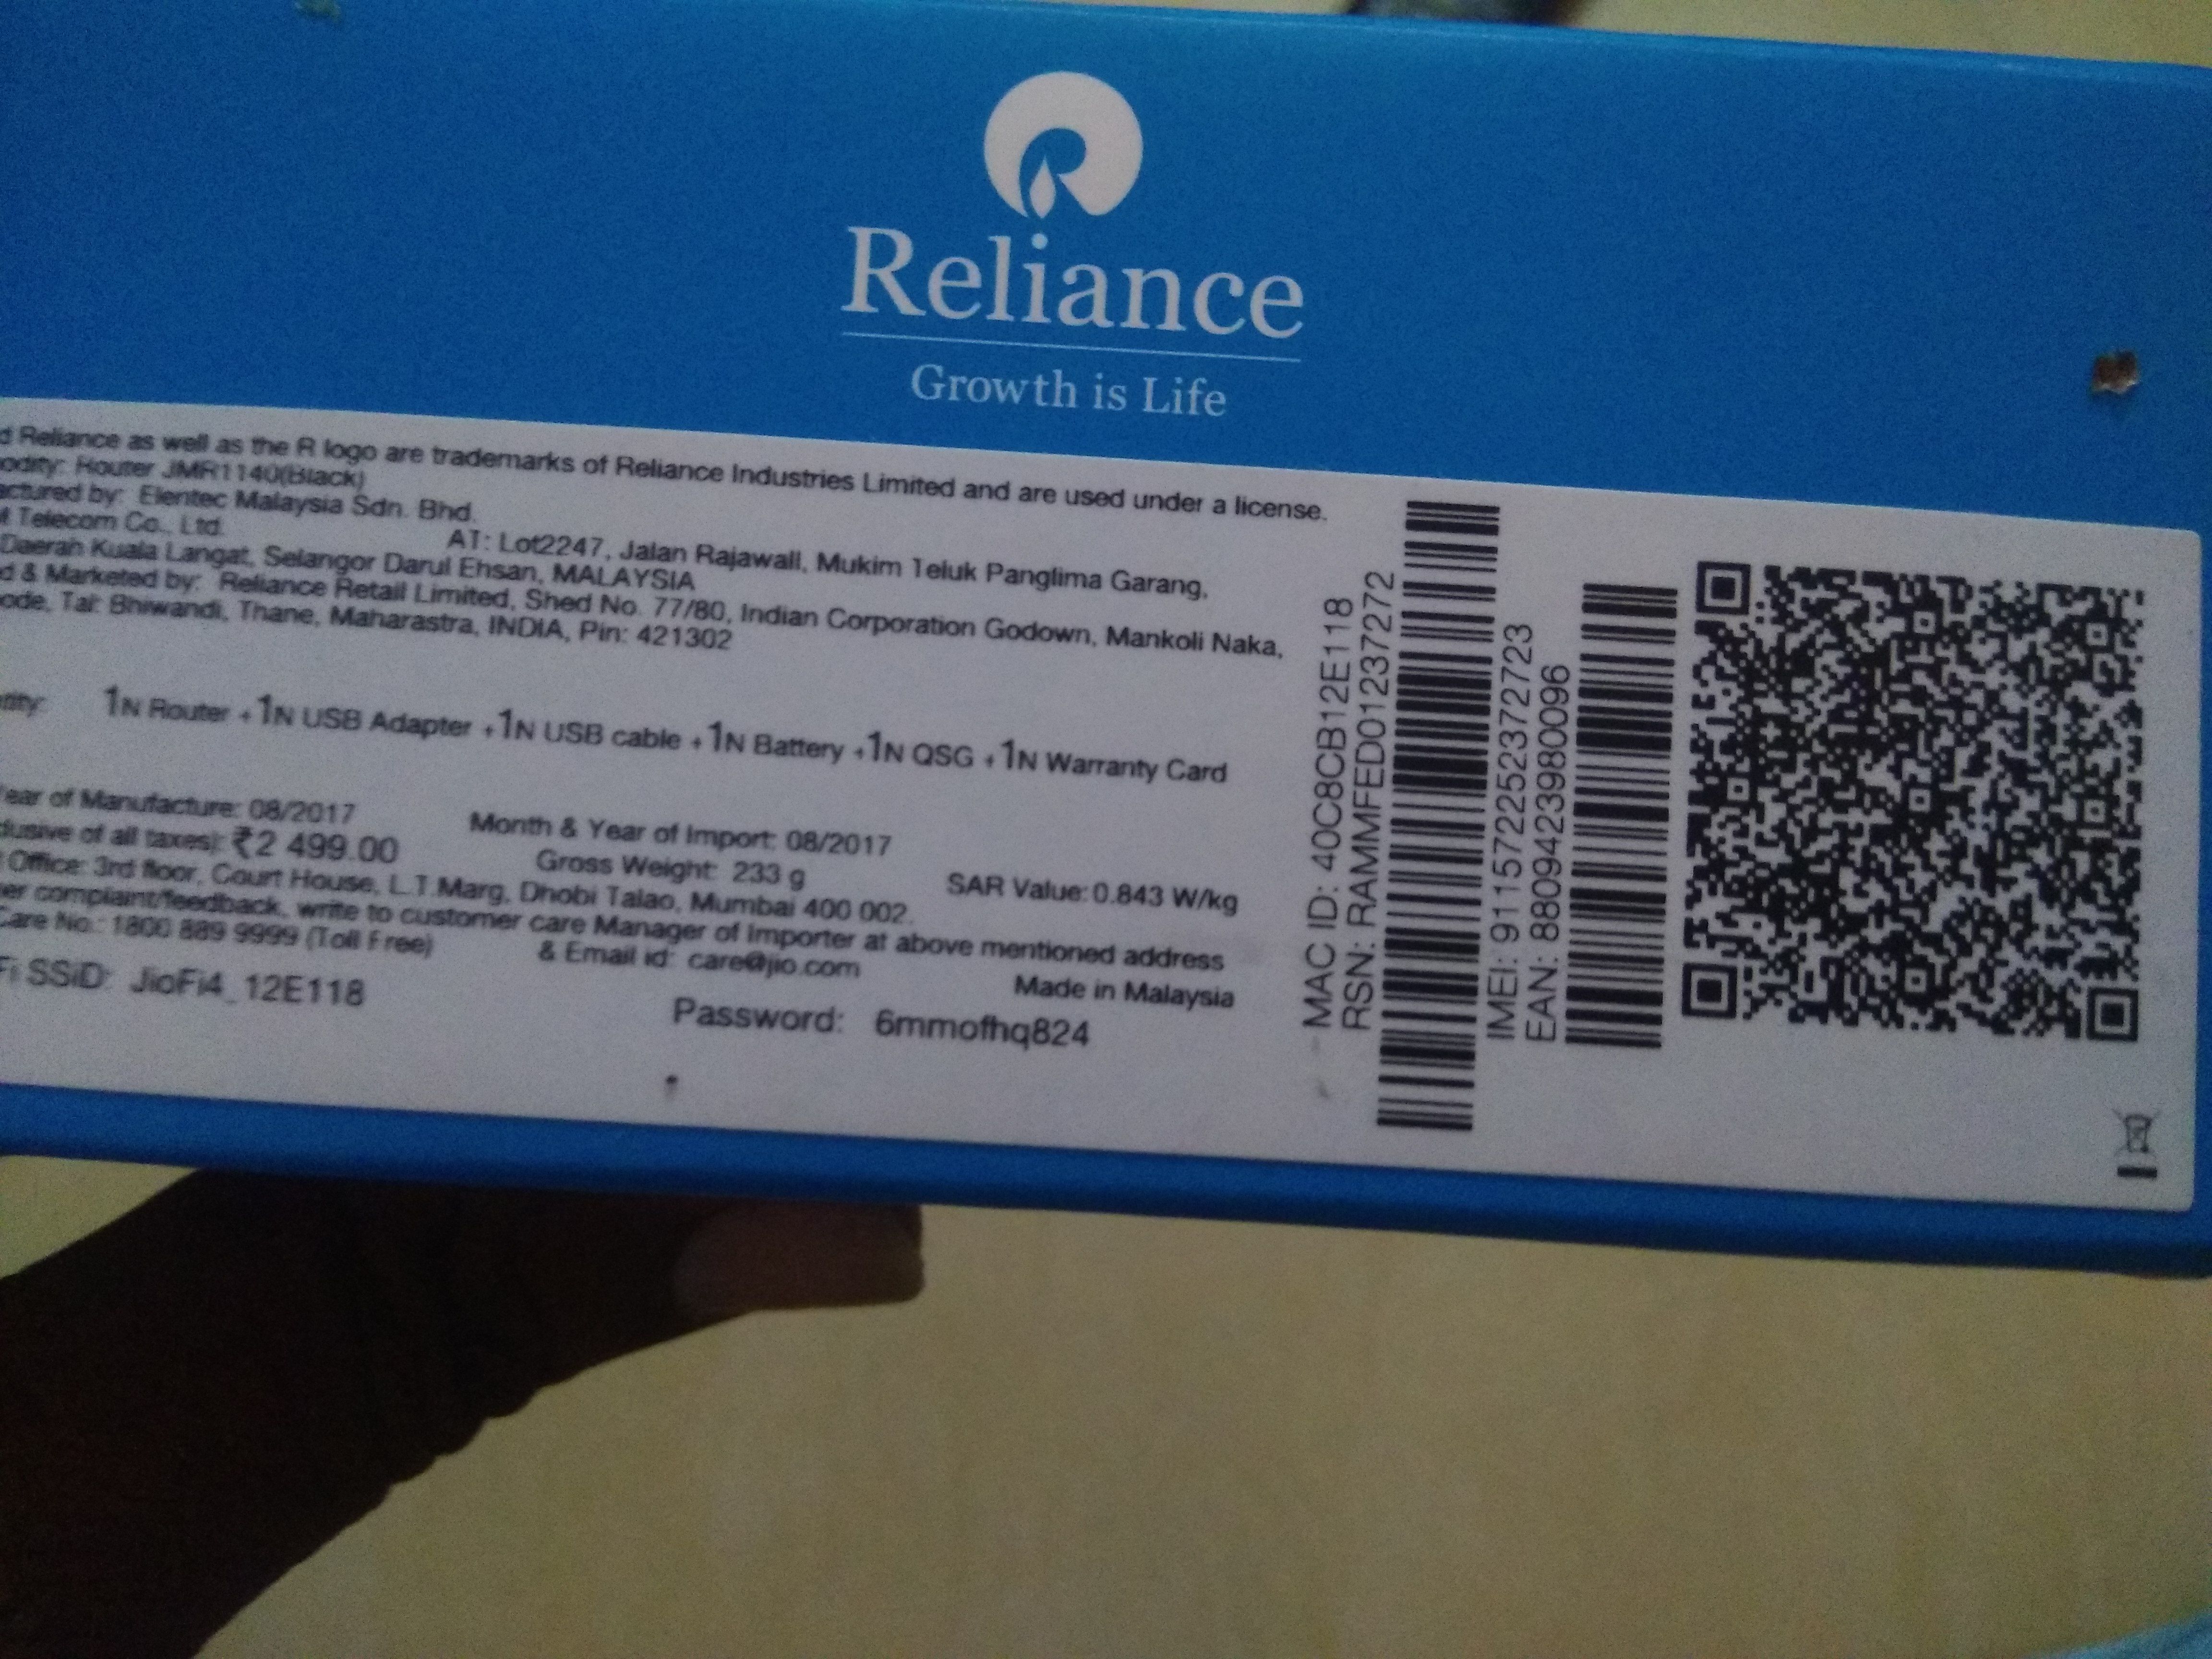 Reliance
Growth is Life
d Reliance as well as the R logo are trademarks of Reliance Industries Limited and are used under a license.
odity: Router JMR1140(Black)
actured by: Elentec Malaysia Sdn. Bhd.
M Telecom Co., Ltd.
AT: Lot2247, Jalan Rajawali, Mukim Teluk Panglima Garang,
Daerah Kuala Langat, Selangor Darul Ehsan, MALAYSIA
d & Marketed by: Reliance Retail Limited, Shed No. 77/80, Indian Corporation Godown, Mankoli Naka,
ode, Tal: Bhiwandi, Thane, Maharastra, INDIA, Pin: 421302
ntity: 1N Router +1N USB Adapter +1N USB cable +1N Battery +1N QSG +1N Warranty Card
ear of Manufacture: 08/2017 Month & Year of Import: 08/2017
clusive of all taxes): ₹2 499.00 Gross Weight: 233 g SAR Value: 0.843 W/kg
Office: 3rd floor, Court House, L.T.Marg, Dhobi Talao, Mumbai 400 002.
er complaint/feedback, write to customer care Manager of Importer at above mentioned address
Care No.: 1800 889 9999 (Toll Free) & Email id: care@jio.com Made in Malaysia
Fi SSiD: JioFi4_12E118 Password: 6mmofhq824
MAC ID: 40C8CB12E118
RSN: RAMMFED01237272
IMEI: 911572252372723
EAN: 8809423980096